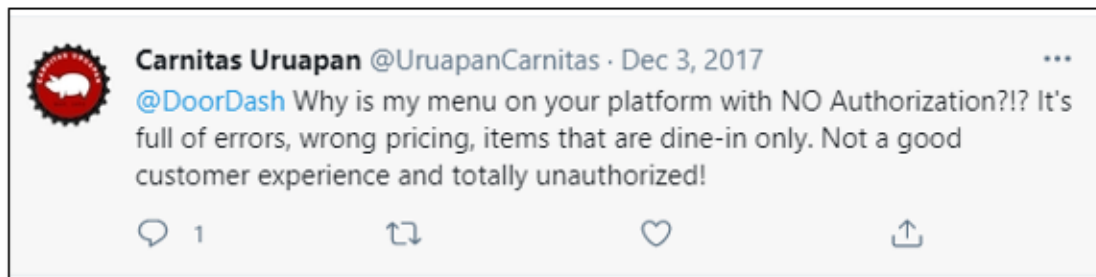 Carnitas Uruapan @UruapanCarnitas · Dec 3, 2017
@DoorDash Why is my menu on your platform with NO Authorization?!? It's
full of errors, wrong pricing, items that are dine-in only. Not a good
customer experience and totally unauthorized!
1